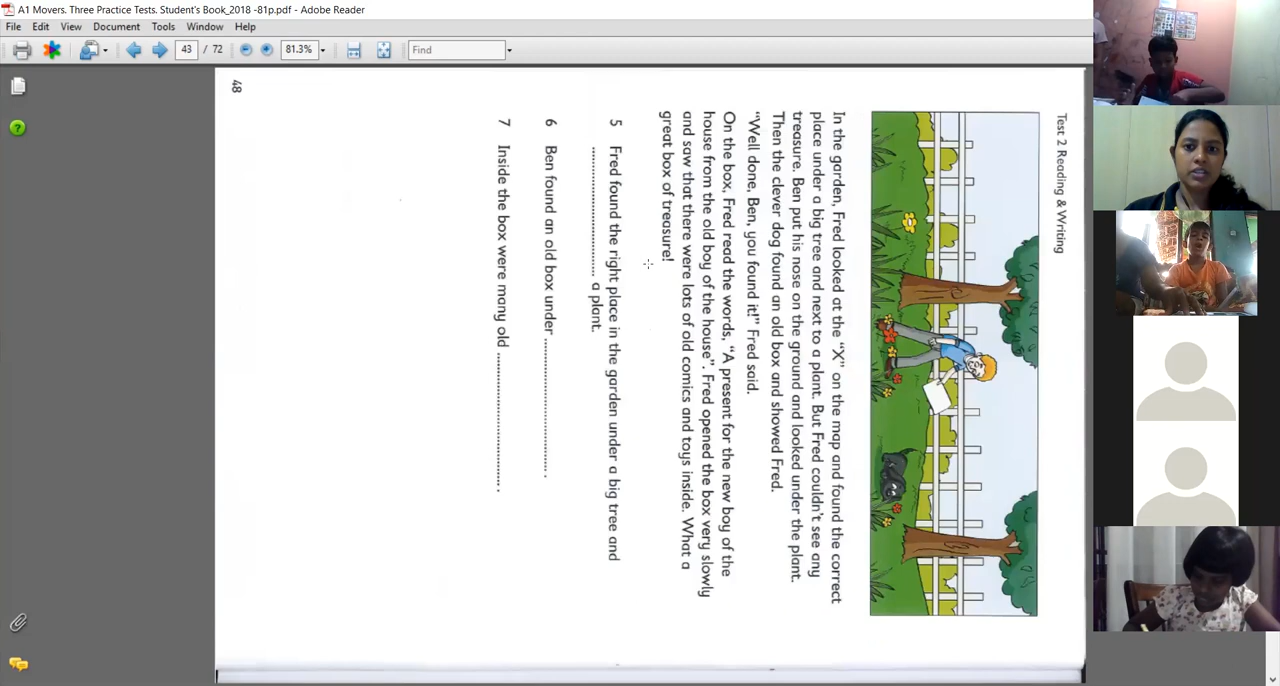 A1 Movers. Three Practice Tests. Student's Book_2018 -81p.pdf - Adobe Reader
File Edit View Document Tools Window Help
43 / 72 81.3% Find
Test 2 Reading & Writing
In the garden, Fred looked at the "X" on the map and found the correct
place under a big tree and next to a plant. But Fred couldn't see any
treasure. Ben put his nose on the ground and looked under the plant.
Then the clever dog found an old box and showed Fred.
"Well done, Ben, you found it!" Fred said.
On the box, Fred read the words, "A present for the new boy of the
house from the old boy of the house". Fred opened the box very slowly
and saw that there were lots of old comics and toys inside. What a
great box of treasure!
5 Fred found the right place in the garden under a big tree and
.............................. a plant.
6 Ben found an old box under ..............................
7 Inside the box were many old ..............................
48